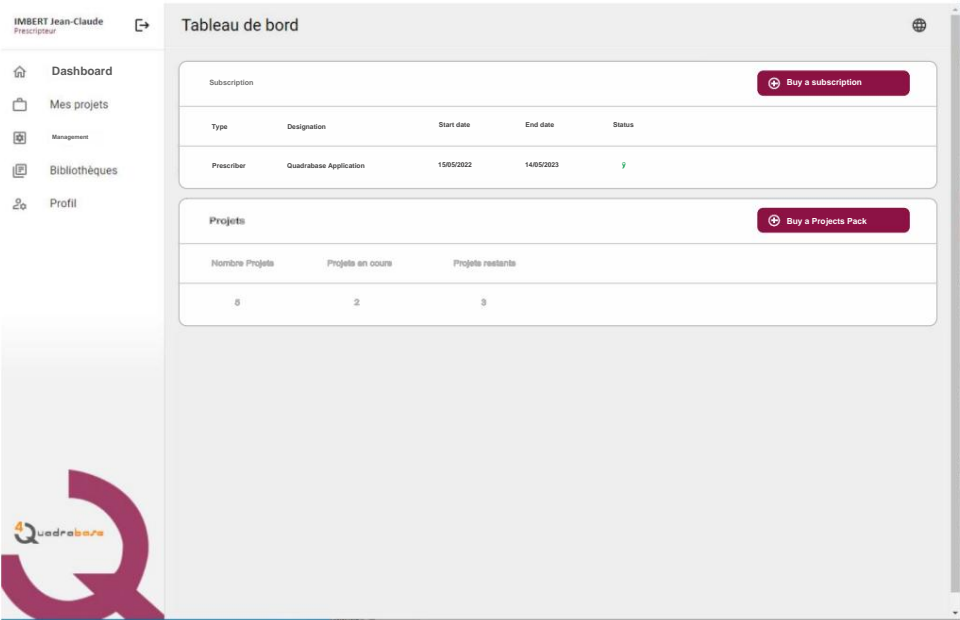 IMBERT Jean-Claude
Prescripteur
Tableau de bord
Dashboard
Mes projets
Management
Bibliothèques
Profil
Subscription
Buy a subscription
Type Designation Start date End date Status
Prescriber Quadrabase Application 15/05/2022 14/05/2023
Projets
Buy a Projects Pack
Nombre Projets Projets en cours Projets restants
5 2 3
4Quadrabase